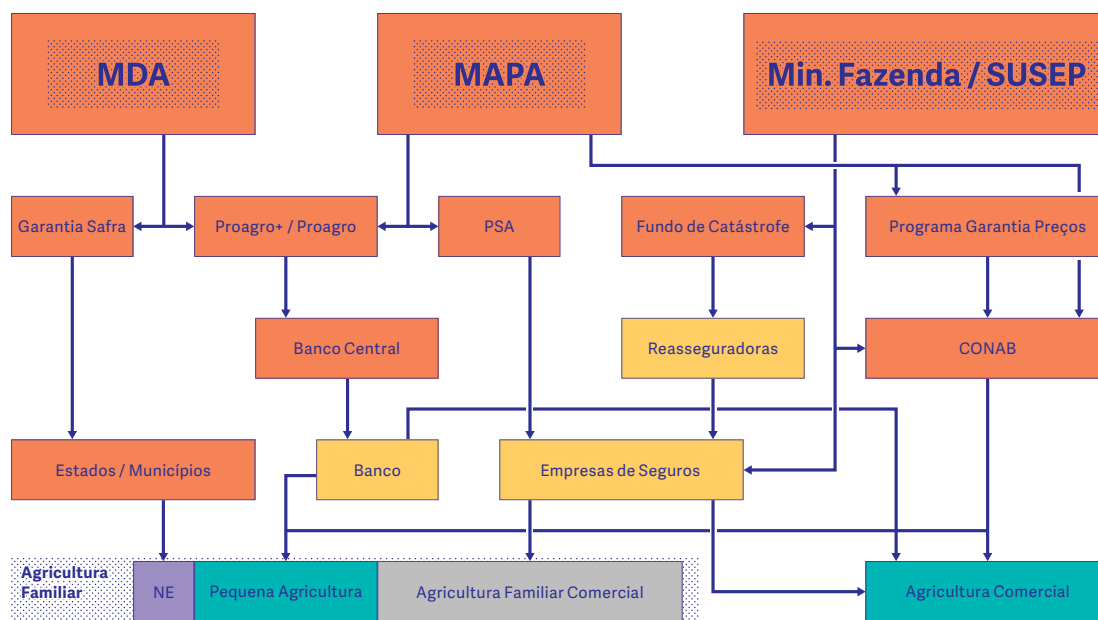 MDA
MAPA
Min. Fazenda / SUSEP
Garantia Safra
Proagro+ / Proagro
PSA
Fundo de Catástrofe
Programa Garantia Preços
Banco Central
Reasseguradoras
CONAB
Estados / Municípios
Banco
Empresas de Seguros
Agricultura
Familiar
NE
Pequena Agricultura
Agricultura Familiar Comercial
Agricultura Comercial